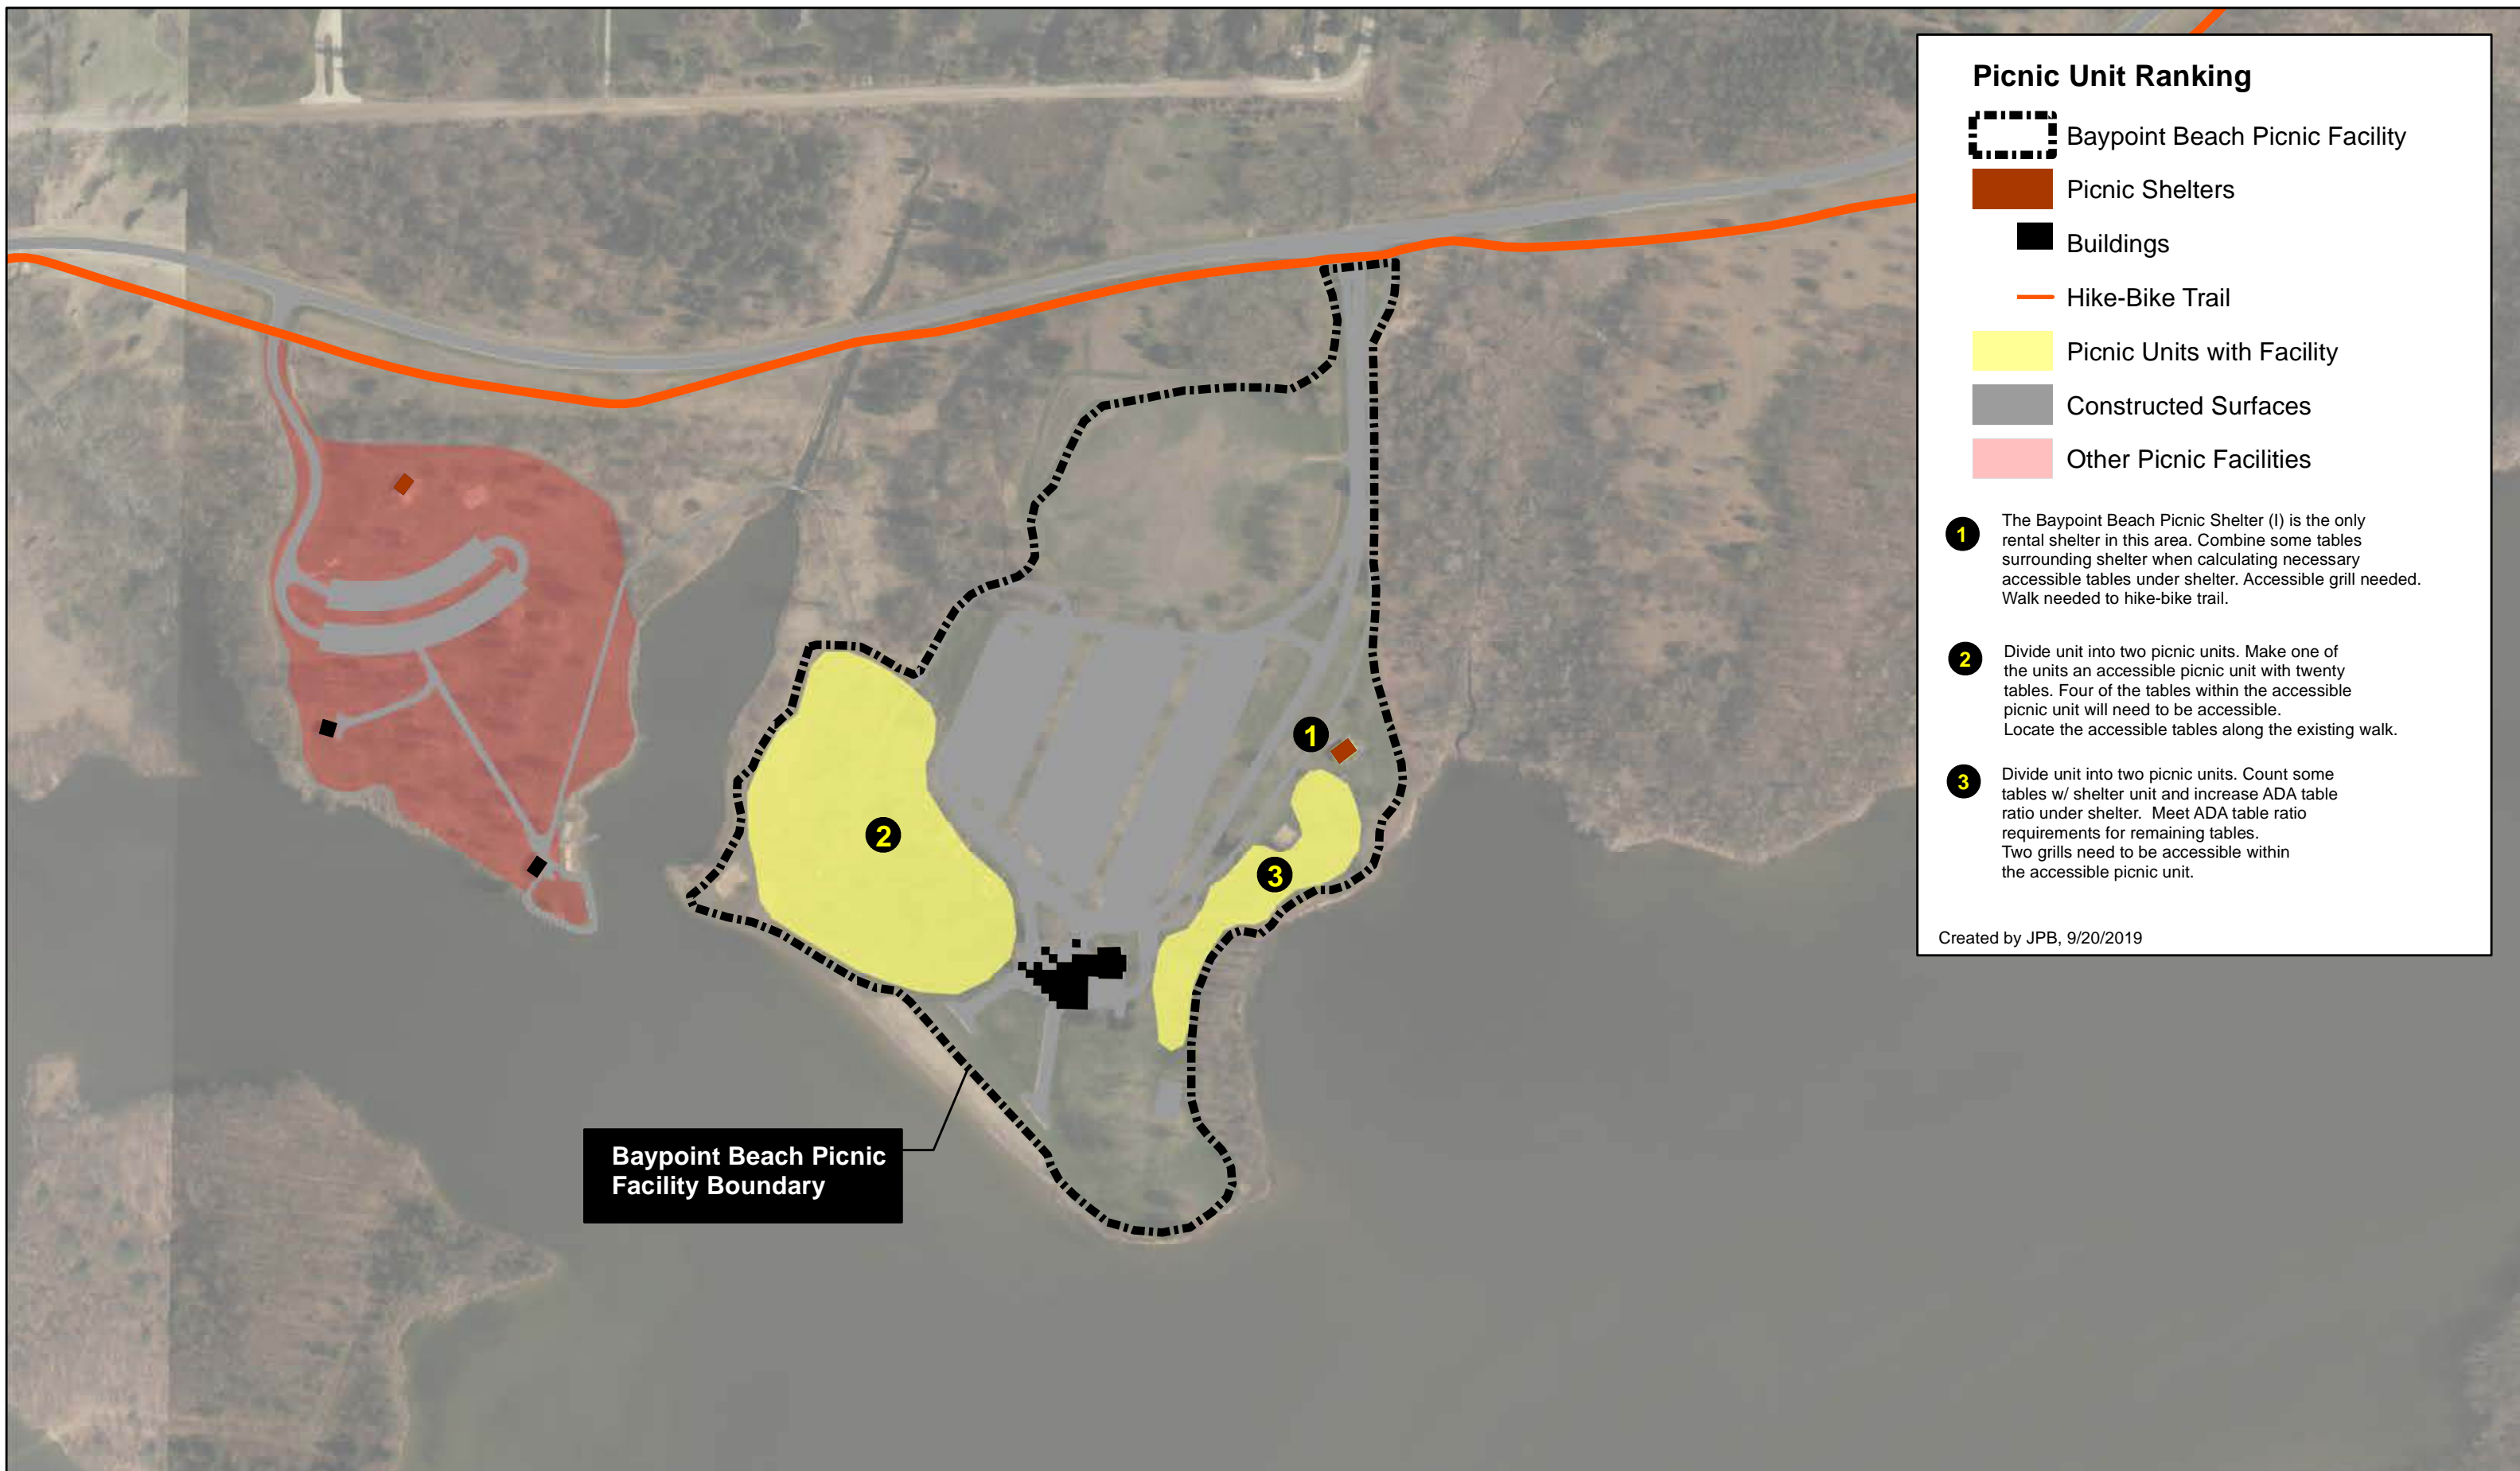 Picnic Unit Ranking
Baypoint Beach Picnic Facility
Picnic Shelters
Buildings
Hike-Bike Trail
Picnic Units with Facility
Constructed Surfaces
Other Picnic Facilities
1
The Baypoint Beach Picnic Shelter (I) is the only
rental shelter in this area. Combine some tables
surrounding shelter when calculating necessary
accessible tables under shelter. Accessible grill needed.
Walk needed to hike-bike trail.
2
Divide unit into two picnic units. Make one of
the units an accessible picnic unit with twenty
tables. Four of the tables within the accessible
picnic unit will need to be accessible.
Locate the accessible tables along the existing walk.
3
Divide unit into two picnic units. Count some
tables w/ shelter unit and increase ADA table
ratio under shelter.  Meet ADA table ratio
requirements for remaining tables.
Two grills need to be accessible within
the accessible picnic unit.
Created by JPB, 9/20/2019
1
2
3
Baypoint Beach Picnic
Facility Boundary